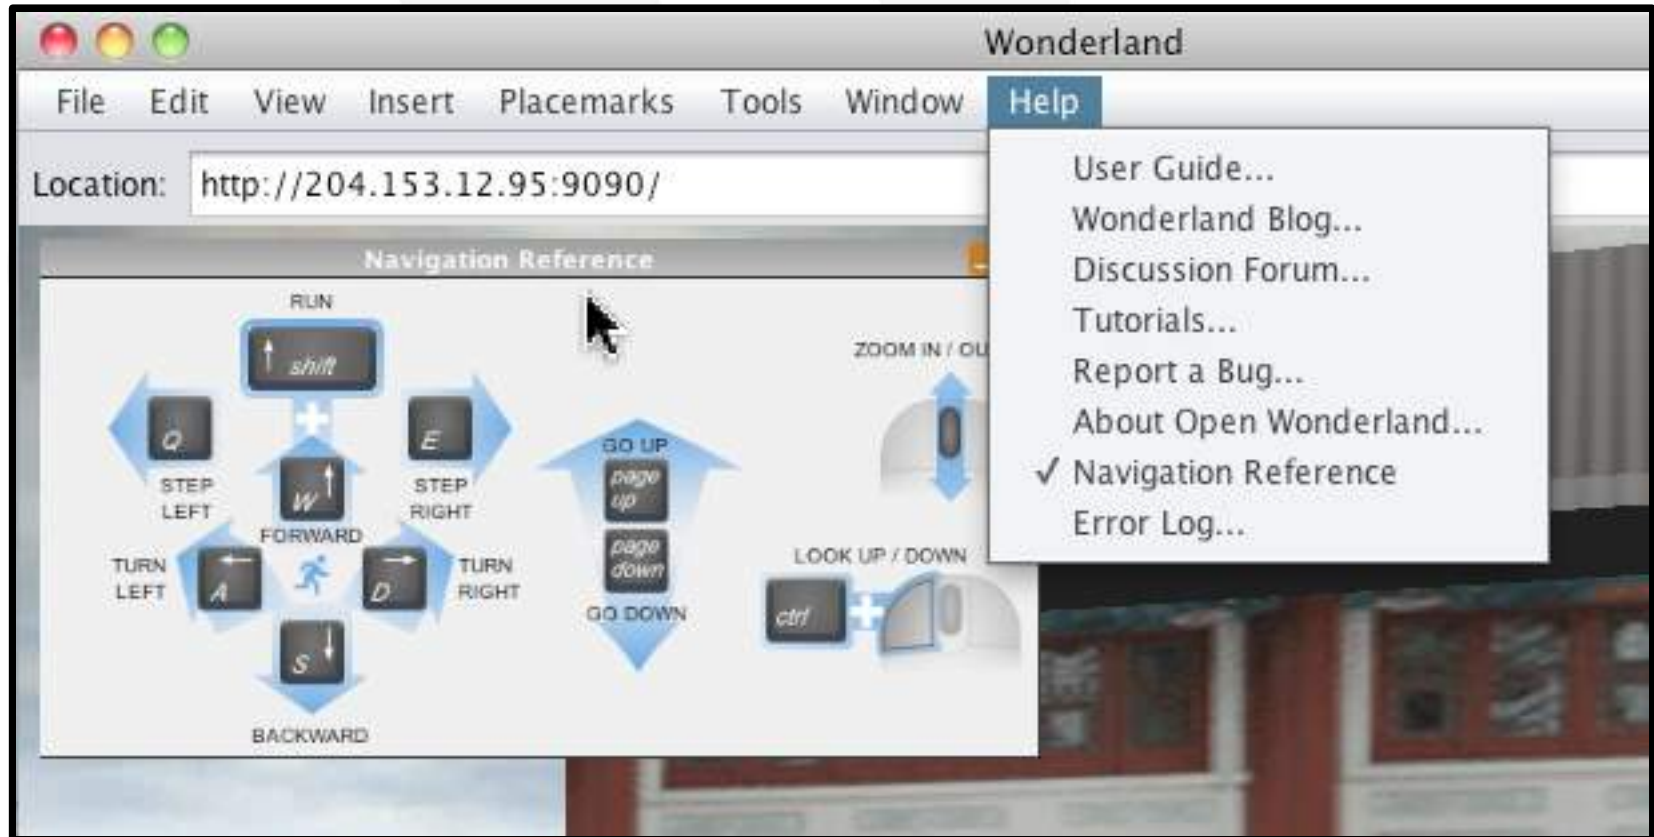 Wonderland
File Edit View Insert Placemarks Tools Window Help
Location: http://204.153.12.95:9090/
User Guide...
Wonderland Blog...
Discussion Forum...
Tutorials...
Report a Bug...
About Open Wonderland...
✓ Navigation Reference
Error Log...
Navigation Reference
RUN
shift
Q
E
STEP
LEFT
W
STEP
RIGHT
FORWARD
TURN
LEFT
A
D
TURN
RIGHT
S
BACKWARD
GO UP
page
up
page
down
GO DOWN
ZOOM IN / OU
LOOK UP / DOWN
ctrl